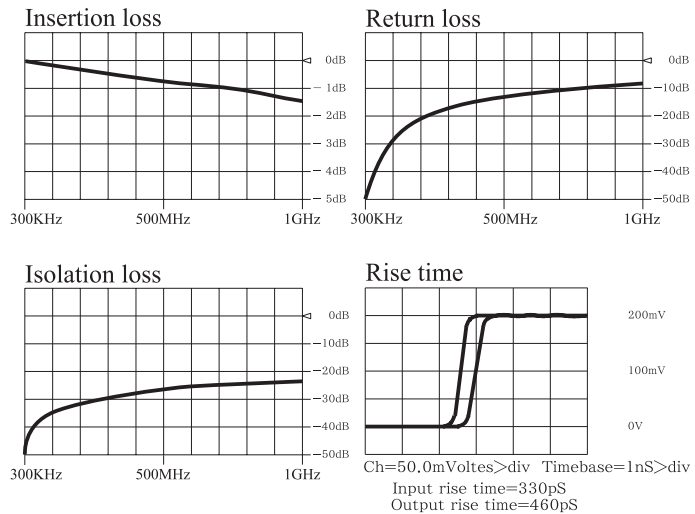 Insertion loss
0dB
-1dB
-2dB
-3dB
-4dB
-5dB
300KHz 500MHz 1GHz
Return loss
0dB
-10dB
-20dB
-30dB
-40dB
-50dB
300KHz 500MHz 1GHz
Isolation loss
0dB
-10dB
-20dB
-30dB
-40dB
-50dB
300KHz 500MHz 1GHz
Rise time
200mV
100mV
0V
Ch=50.0mVoltes>div Timebase=1nS>div
Input rise time=330pS
Output rise time=460pS